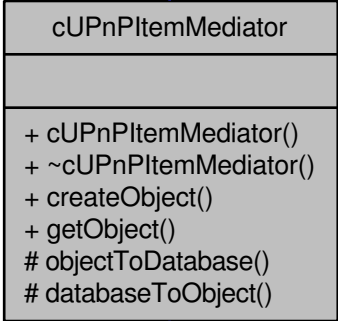 cUPnPItemMediator
+ cUPnPItemMediator()
+ ~cUPnPItemMediator()
+ createObject()
+ getObject()
# objectToDatabase()
# databaseToObject()